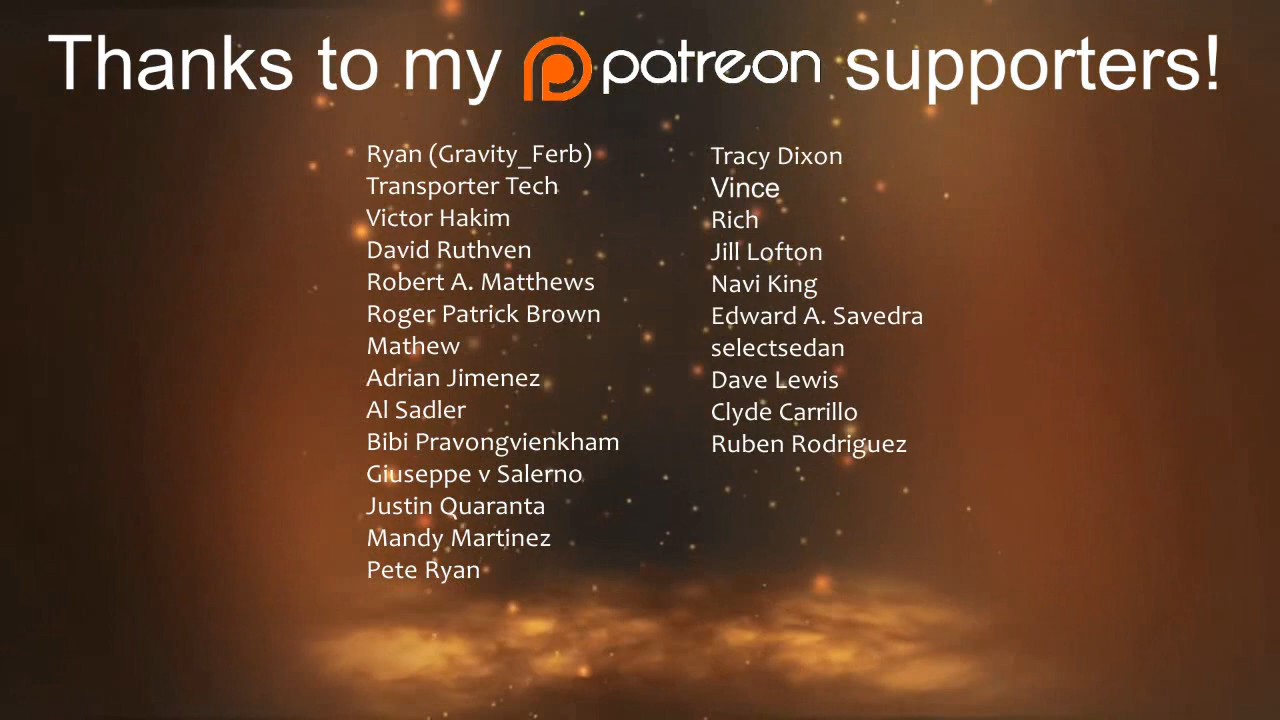 Thanks to my patreon supporters!
Ryan (Gravity_Ferb)
Transporter Tech
Victor Hakim
David Ruthven
Robert A. Matthews
Roger Patrick Brown
Mathew
Adrian Jimenez
Al Sadler
Bibi Pravongvienkham
Giuseppe v Salerno
Justin Quaranta
Mandy Martinez
Pete Ryan
Tracy Dixon
Vince
Rich
Jill Lofton
Navi King
Edward A. Savedra
selectsedan
Dave Lewis
Clyde Carrillo
Ruben Rodriguez